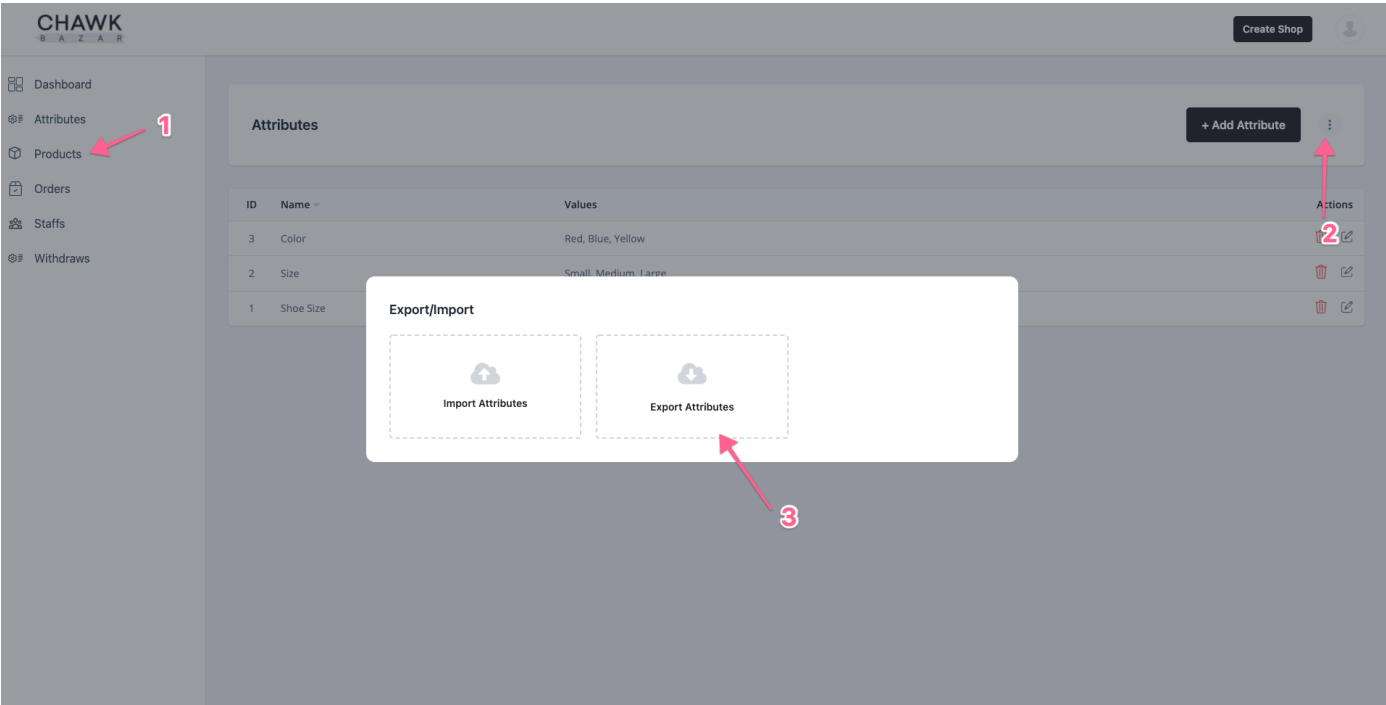 CHAWK
BAZAR
Create Shop
Dashboard
Attributes
1
Products
Orders
Staffs
Withdraws
Attributes
+ Add Attribute
ID Name Values Actions
3 Color Red, Blue, Yellow
2
2 Size Small, Medium, Large
1 Shoe Size
Export/Import
Import Attributes
Export Attributes
3